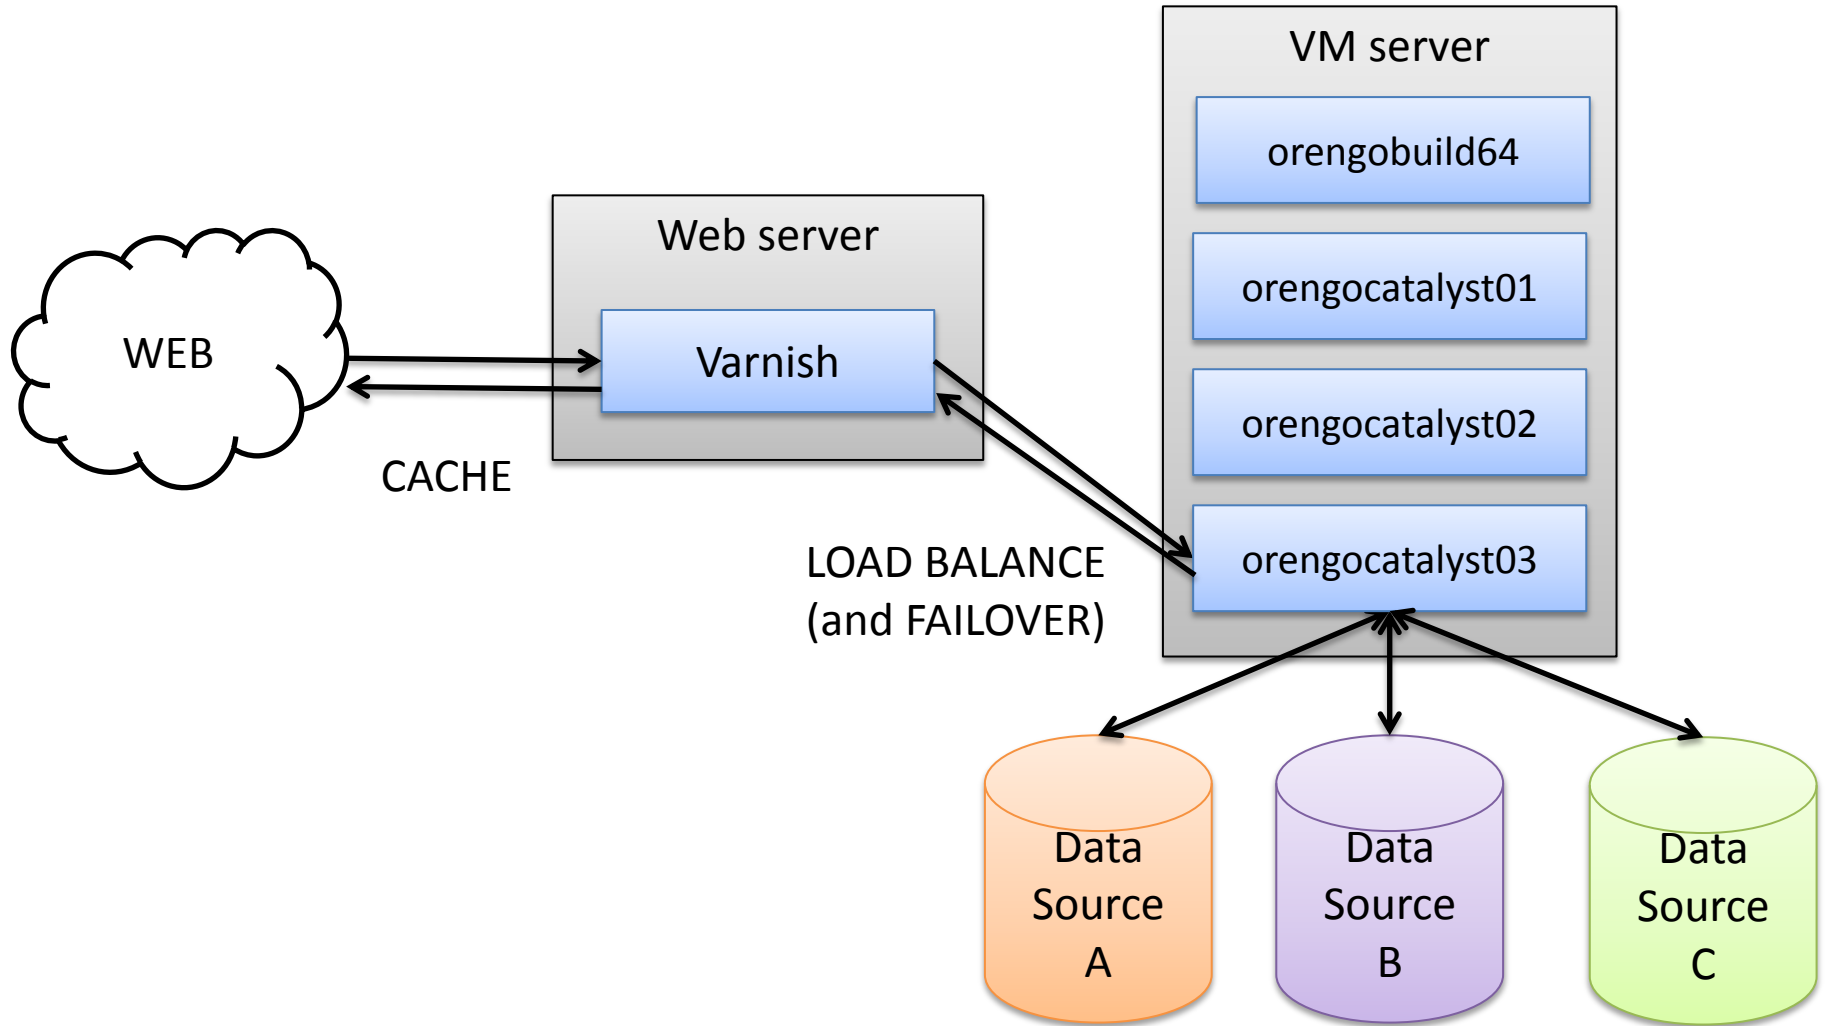 WEB
CACHE
Web server
Varnish
LOAD BALANCE
(and FAILOVER)
VM server
orengobuild64
orengocatalyst01
orengocatalyst02
orengocatalyst03
Data
Source
A
Data
Source
B
Data
Source
C